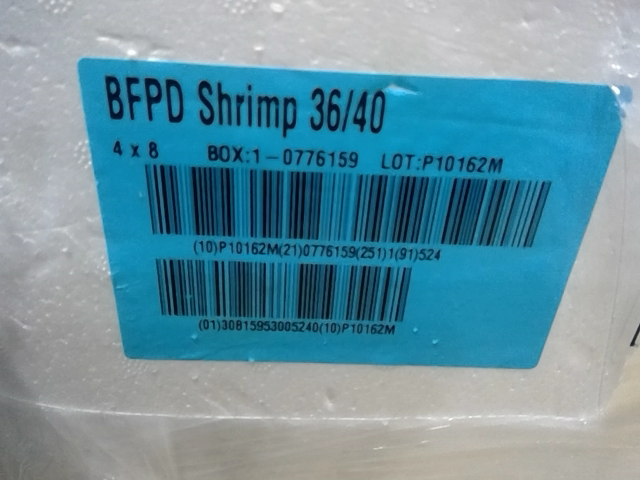 BFPD Shrimp 36/40
4 x 8 BOX:1-0776159 LOT:P10162M
(10)P10162M(21)0776159(251)1(91)524
(01)30815953005240(10)P10162M